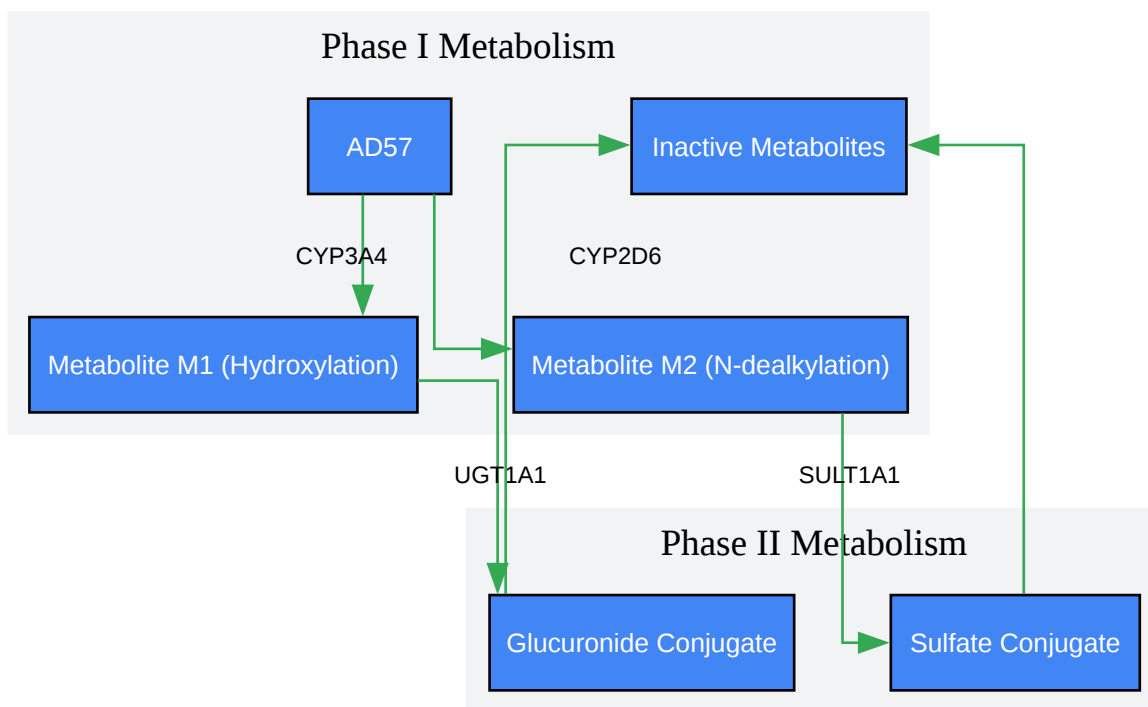 Phase I Metabolism
AD57
Inactive Metabolites
CYP3A4
CYP2D6
Metabolite M1 (Hydroxylation)
Metabolite M2 (N-dealkylation)
UGT1A1
SULT1A1
Phase II Metabolism
Glucuronide Conjugate
Sulfate Conjugate